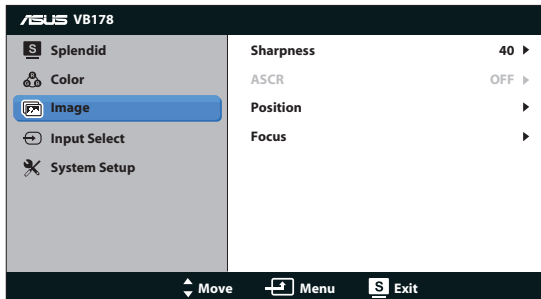 ASUS VB178
S Splendid
Color
Image
Input Select
System Setup
Sharpness 40
ASCR OFF
Position
Focus
Move Menu S Exit